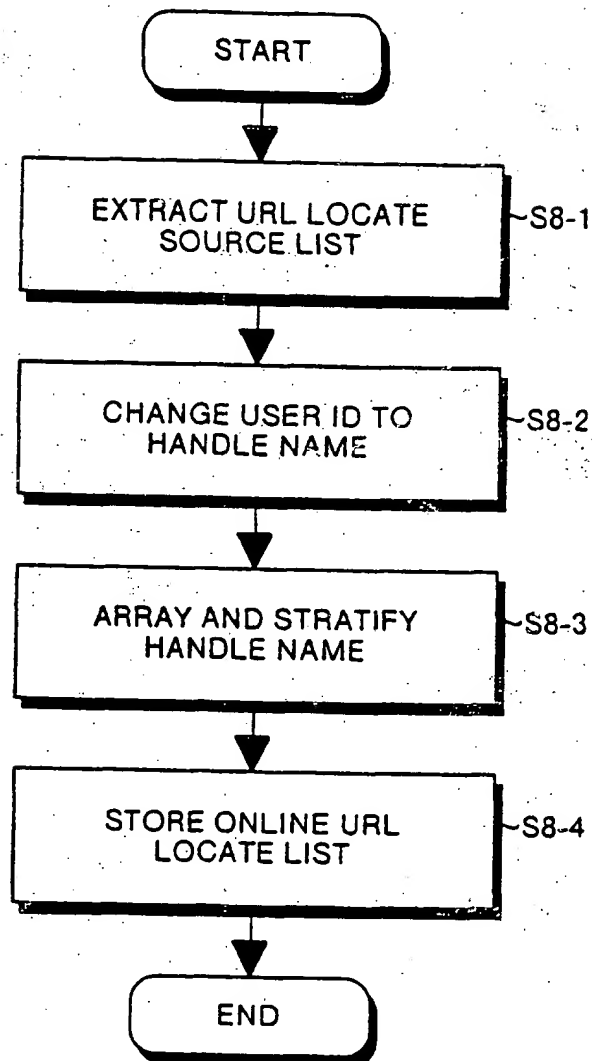 START
EXTRACT URL LOCATE
SOURCE LIST
S8-1
CHANGE USER ID TO
HANDLE NAME
S8-2
ARRAY AND STRATIFY
HANDLE NAME
S8-3
STORE ONLINE URL
LOCATE LIST
S8-4
END